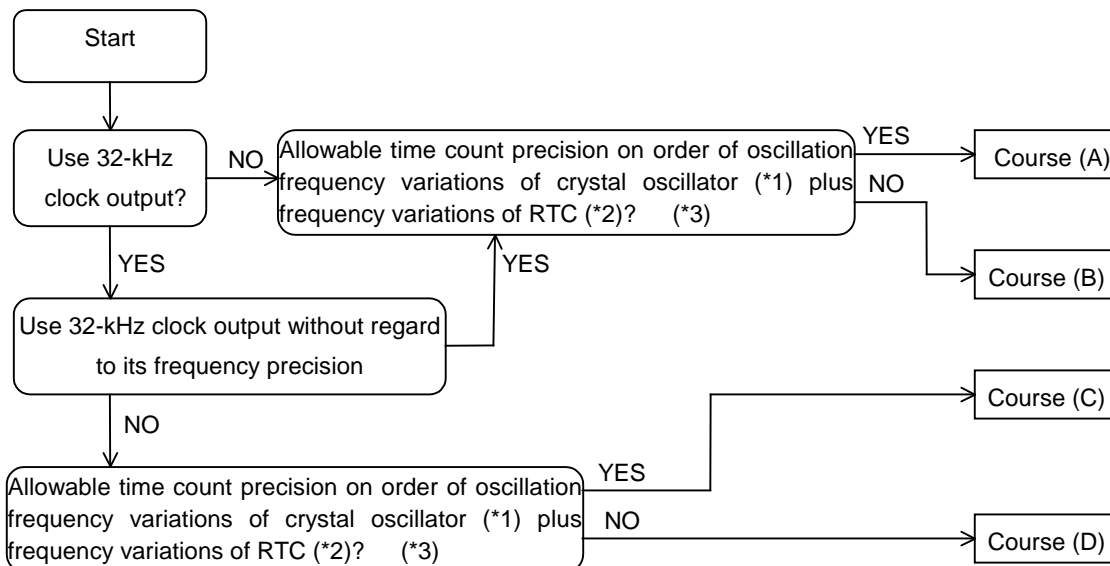 Start
Use 32-kHz
clock output?
NO
YES
Allowable time count precision on order of oscillation
frequency variations of crystal oscillator (*1) plus
frequency variations of RTC (*2)? (*3)
YES
Course (A)
NO
Course (B)
YES
Use 32-kHz clock output without regard
to its frequency precision
NO
Course (C)
Allowable time count precision on order of oscillation
frequency variations of crystal oscillator (*1) plus
frequency variations of RTC (*2)? (*3)
YES
NO
Course (D)